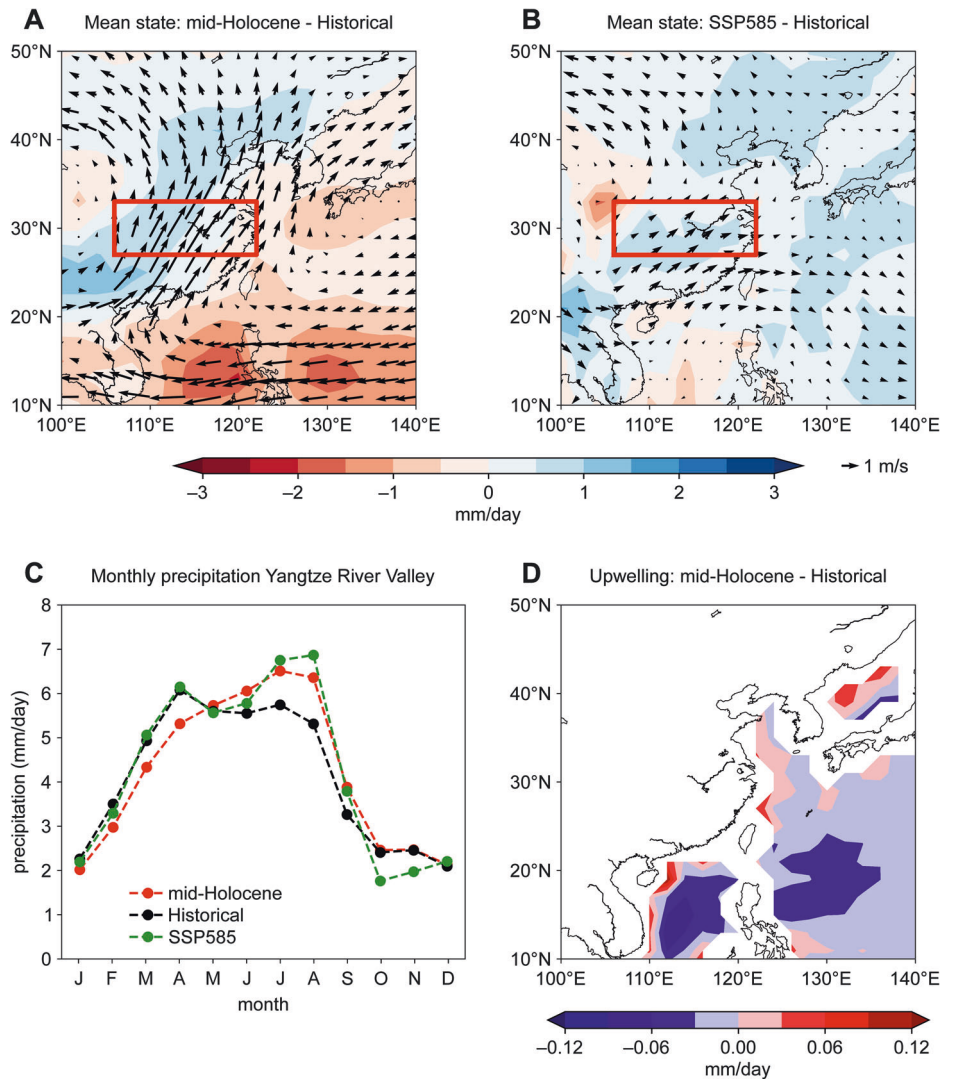 A Mean state: mid-Holocene - Historical
50°N
40°N
30°N
20°N
10°N
100°E 110°E 120°E 130°E 140°E
B Mean state: SSP585 - Historical
50°N
40°N
30°N
20°N
10°N
100°E 110°E 120°E 130°E 140°E
−3 −2 −1 0 1 2 3
mm/day
1 m/s
C Monthly precipitation Yangtze River Valley
precipitation (mm/day)
8
7
6
5
4
3
2
1
0
mid-Holocene
Historical
SSP585
J F M A M J J A S O N D
month
D Upwelling: mid-Holocene - Historical
50°N
40°N
30°N
20°N
10°N
100°E 110°E 120°E 130°E 140°E
−0.12 −0.06 0.00 0.06 0.12
mm/day